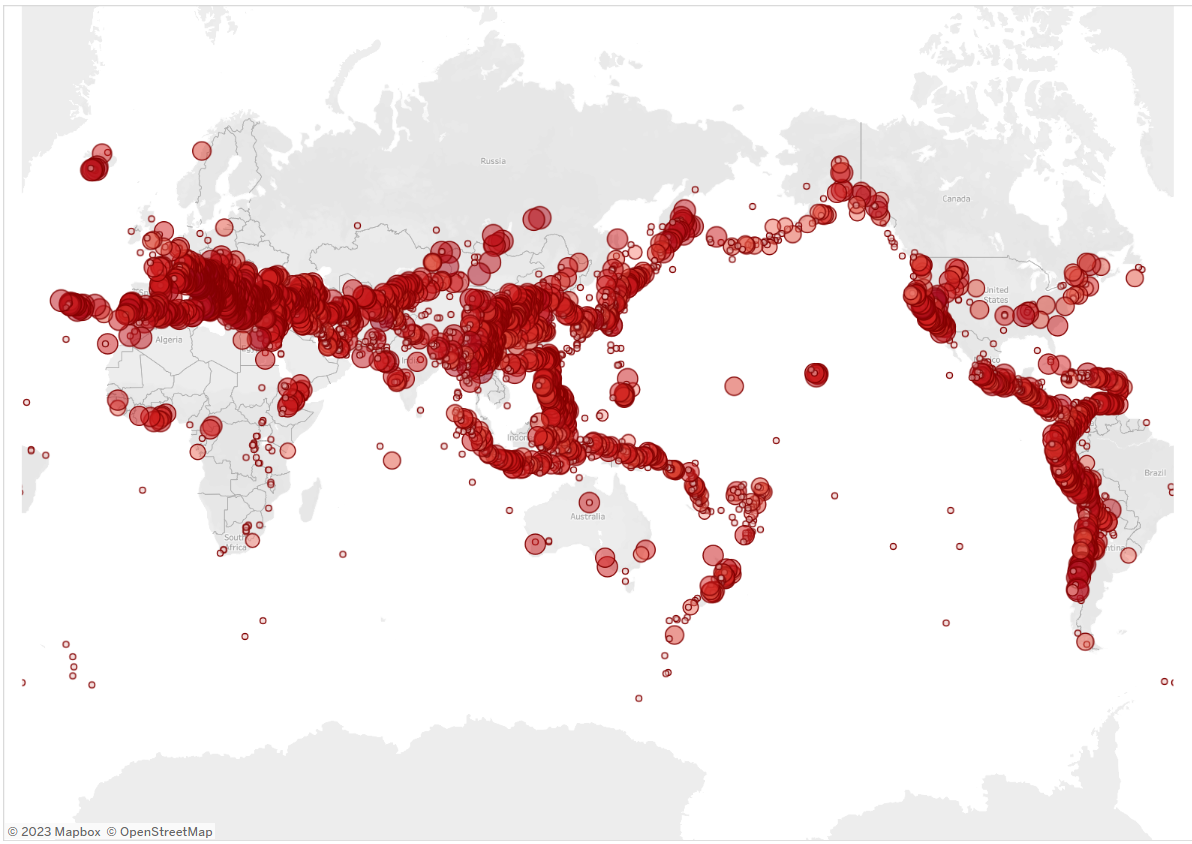 Russia
Canada
United
States
Algeria
Brazil
Australia
South
Africa
© 2023 Mapbox © OpenStreetMap